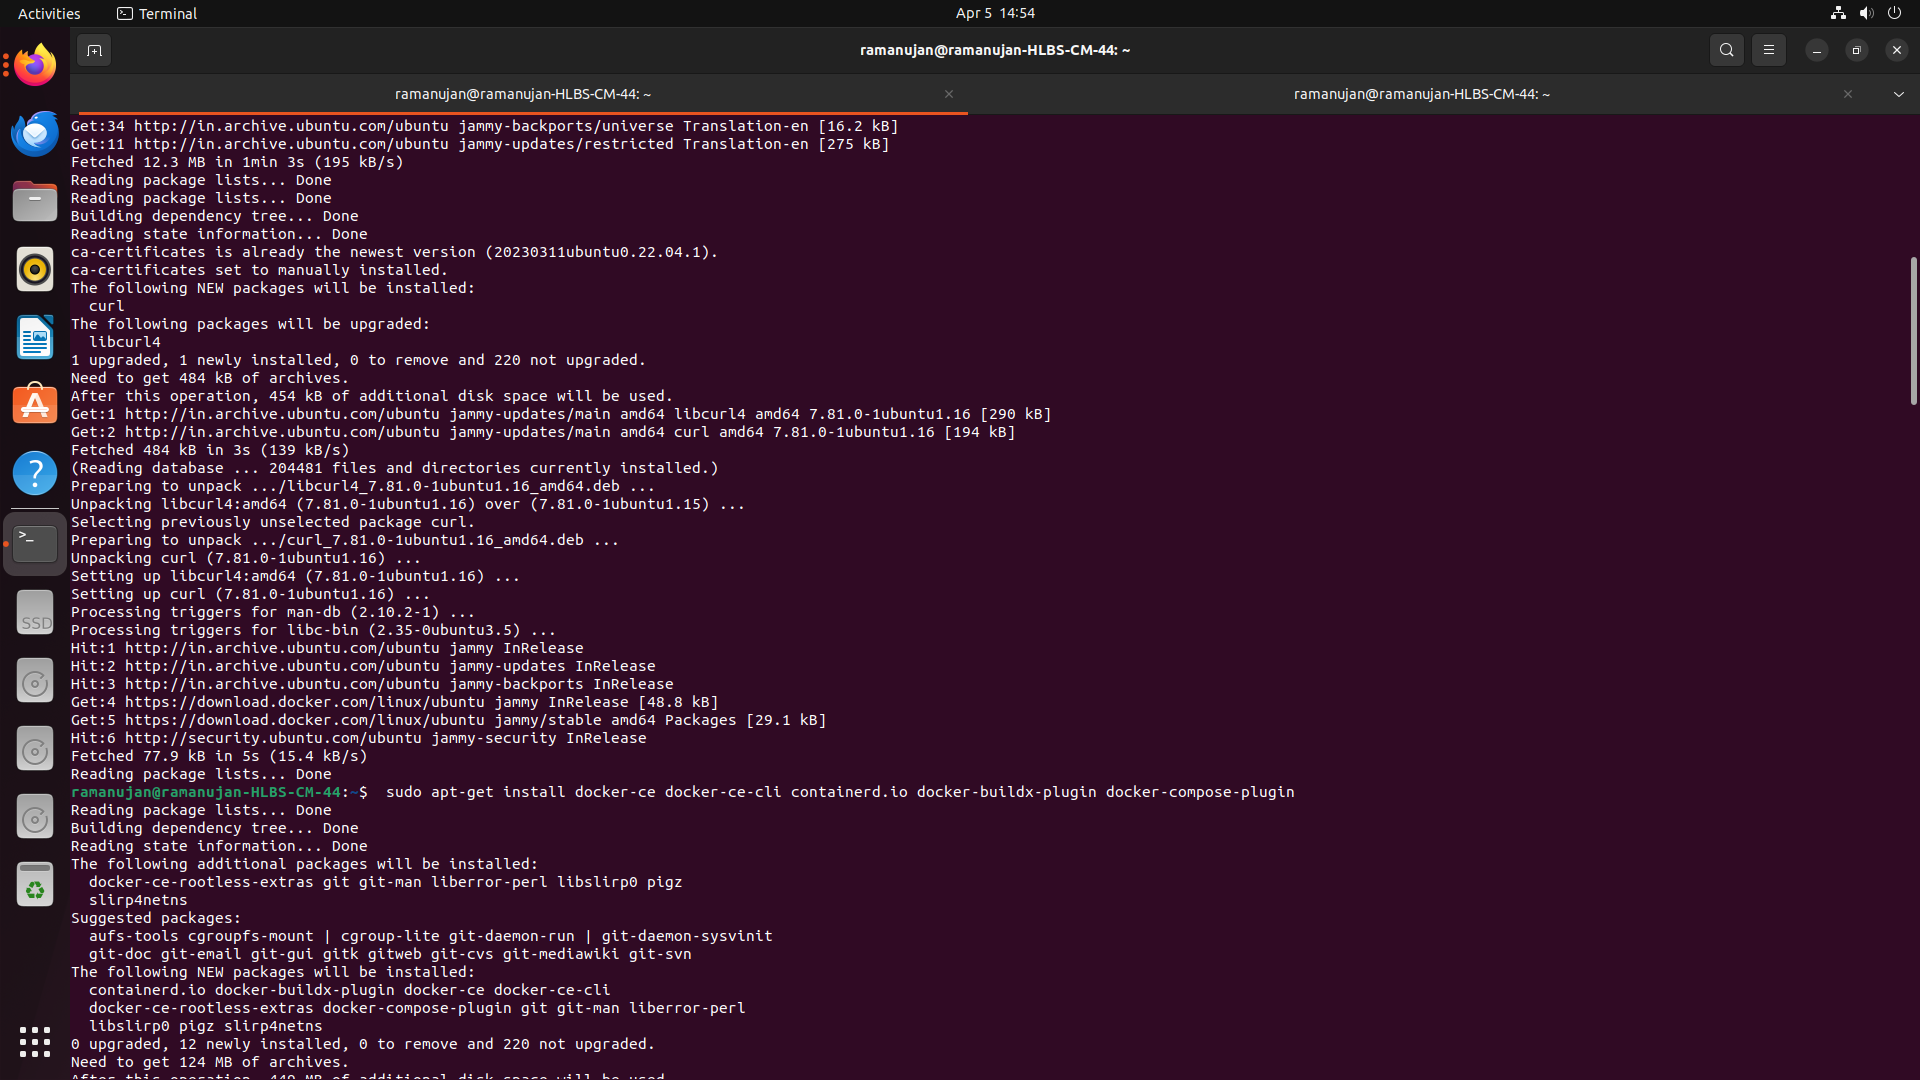 Activities
Terminal
Apr 5 14:54
ramanujan@ramanujan-HLBS-CM-44: ~
ramanujan@ramanujan-HLBS-CM-44: ~
ramanujan@ramanujan-HLBS-CM-44: ~
Get:34 http://in.archive.ubuntu.com/ubuntu jammy-backports/universe Translation-en [16.2 kB]
Get:11 http://in.archive.ubuntu.com/ubuntu jammy-updates/restricted Translation-en [275 kB]
Fetched 12.3 MB in 1min 3s (195 kB/s)
Reading package lists... Done
Reading package lists... Done
Building dependency tree... Done
Reading state information... Done
ca-certificates is already the newest version (20230311ubuntu0.22.04.1).
ca-certificates set to manually installed.
The following NEW packages will be installed:
  curl
The following packages will be upgraded:
  libcurl4
1 upgraded, 1 newly installed, 0 to remove and 220 not upgraded.
Need to get 484 kB of archives.
After this operation, 454 kB of additional disk space will be used.
Get:1 http://in.archive.ubuntu.com/ubuntu jammy-updates/main amd64 libcurl4 amd64 7.81.0-1ubuntu1.16 [290 kB]
Get:2 http://in.archive.ubuntu.com/ubuntu jammy-updates/main amd64 curl amd64 7.81.0-1ubuntu1.16 [194 kB]
Fetched 484 kB in 3s (139 kB/s)
(Reading database ... 204481 files and directories currently installed.)
Preparing to unpack .../libcurl4_7.81.0-1ubuntu1.16_amd64.deb ...
Unpacking libcurl4:amd64 (7.81.0-1ubuntu1.16) over (7.81.0-1ubuntu1.15) ...
Selecting previously unselected package curl.
Preparing to unpack .../curl_7.81.0-1ubuntu1.16_amd64.deb ...
Unpacking curl (7.81.0-1ubuntu1.16) ...
Setting up libcurl4:amd64 (7.81.0-1ubuntu1.16) ...
Setting up curl (7.81.0-1ubuntu1.16) ...
Processing triggers for man-db (2.10.2-1) ...
Processing triggers for libc-bin (2.35-0ubuntu3.5) ...
Hit:1 http://in.archive.ubuntu.com/ubuntu jammy InRelease
Hit:2 http://in.archive.ubuntu.com/ubuntu jammy-updates InRelease
Hit:3 http://in.archive.ubuntu.com/ubuntu jammy-backports InRelease
Get:4 https://download.docker.com/linux/ubuntu jammy InRelease [48.8 kB]
Get:5 https://download.docker.com/linux/ubuntu jammy/stable amd64 Packages [29.1 kB]
Hit:6 http://security.ubuntu.com/ubuntu jammy-security InRelease
Fetched 77.9 kB in 5s (15.4 kB/s)
Reading package lists... Done
ramanujan@ramanujan-HLBS-CM-44:~$  sudo apt-get install docker-ce docker-ce-cli containerd.io docker-buildx-plugin docker-compose-plugin
Reading package lists... Done
Building dependency tree... Done
Reading state information... Done
The following additional packages will be installed:
  docker-ce-rootless-extras git git-man liberror-perl libslirp0 pigz
  slirp4netns
Suggested packages:
  aufs-tools cgroupfs-mount | cgroup-lite git-daemon-run | git-daemon-sysvinit
  git-doc git-email git-gui gitk gitweb git-cvs git-mediawiki git-svn
The following NEW packages will be installed:
  containerd.io docker-buildx-plugin docker-ce docker-ce-cli
  docker-ce-rootless-extras docker-compose-plugin git git-man liberror-perl
  libslirp0 pigz slirp4netns
0 upgraded, 12 newly installed, 0 to remove and 220 not upgraded.
Need to get 124 MB of archives.
After this operation, 449 MB of additional disk space will be used.
SSD